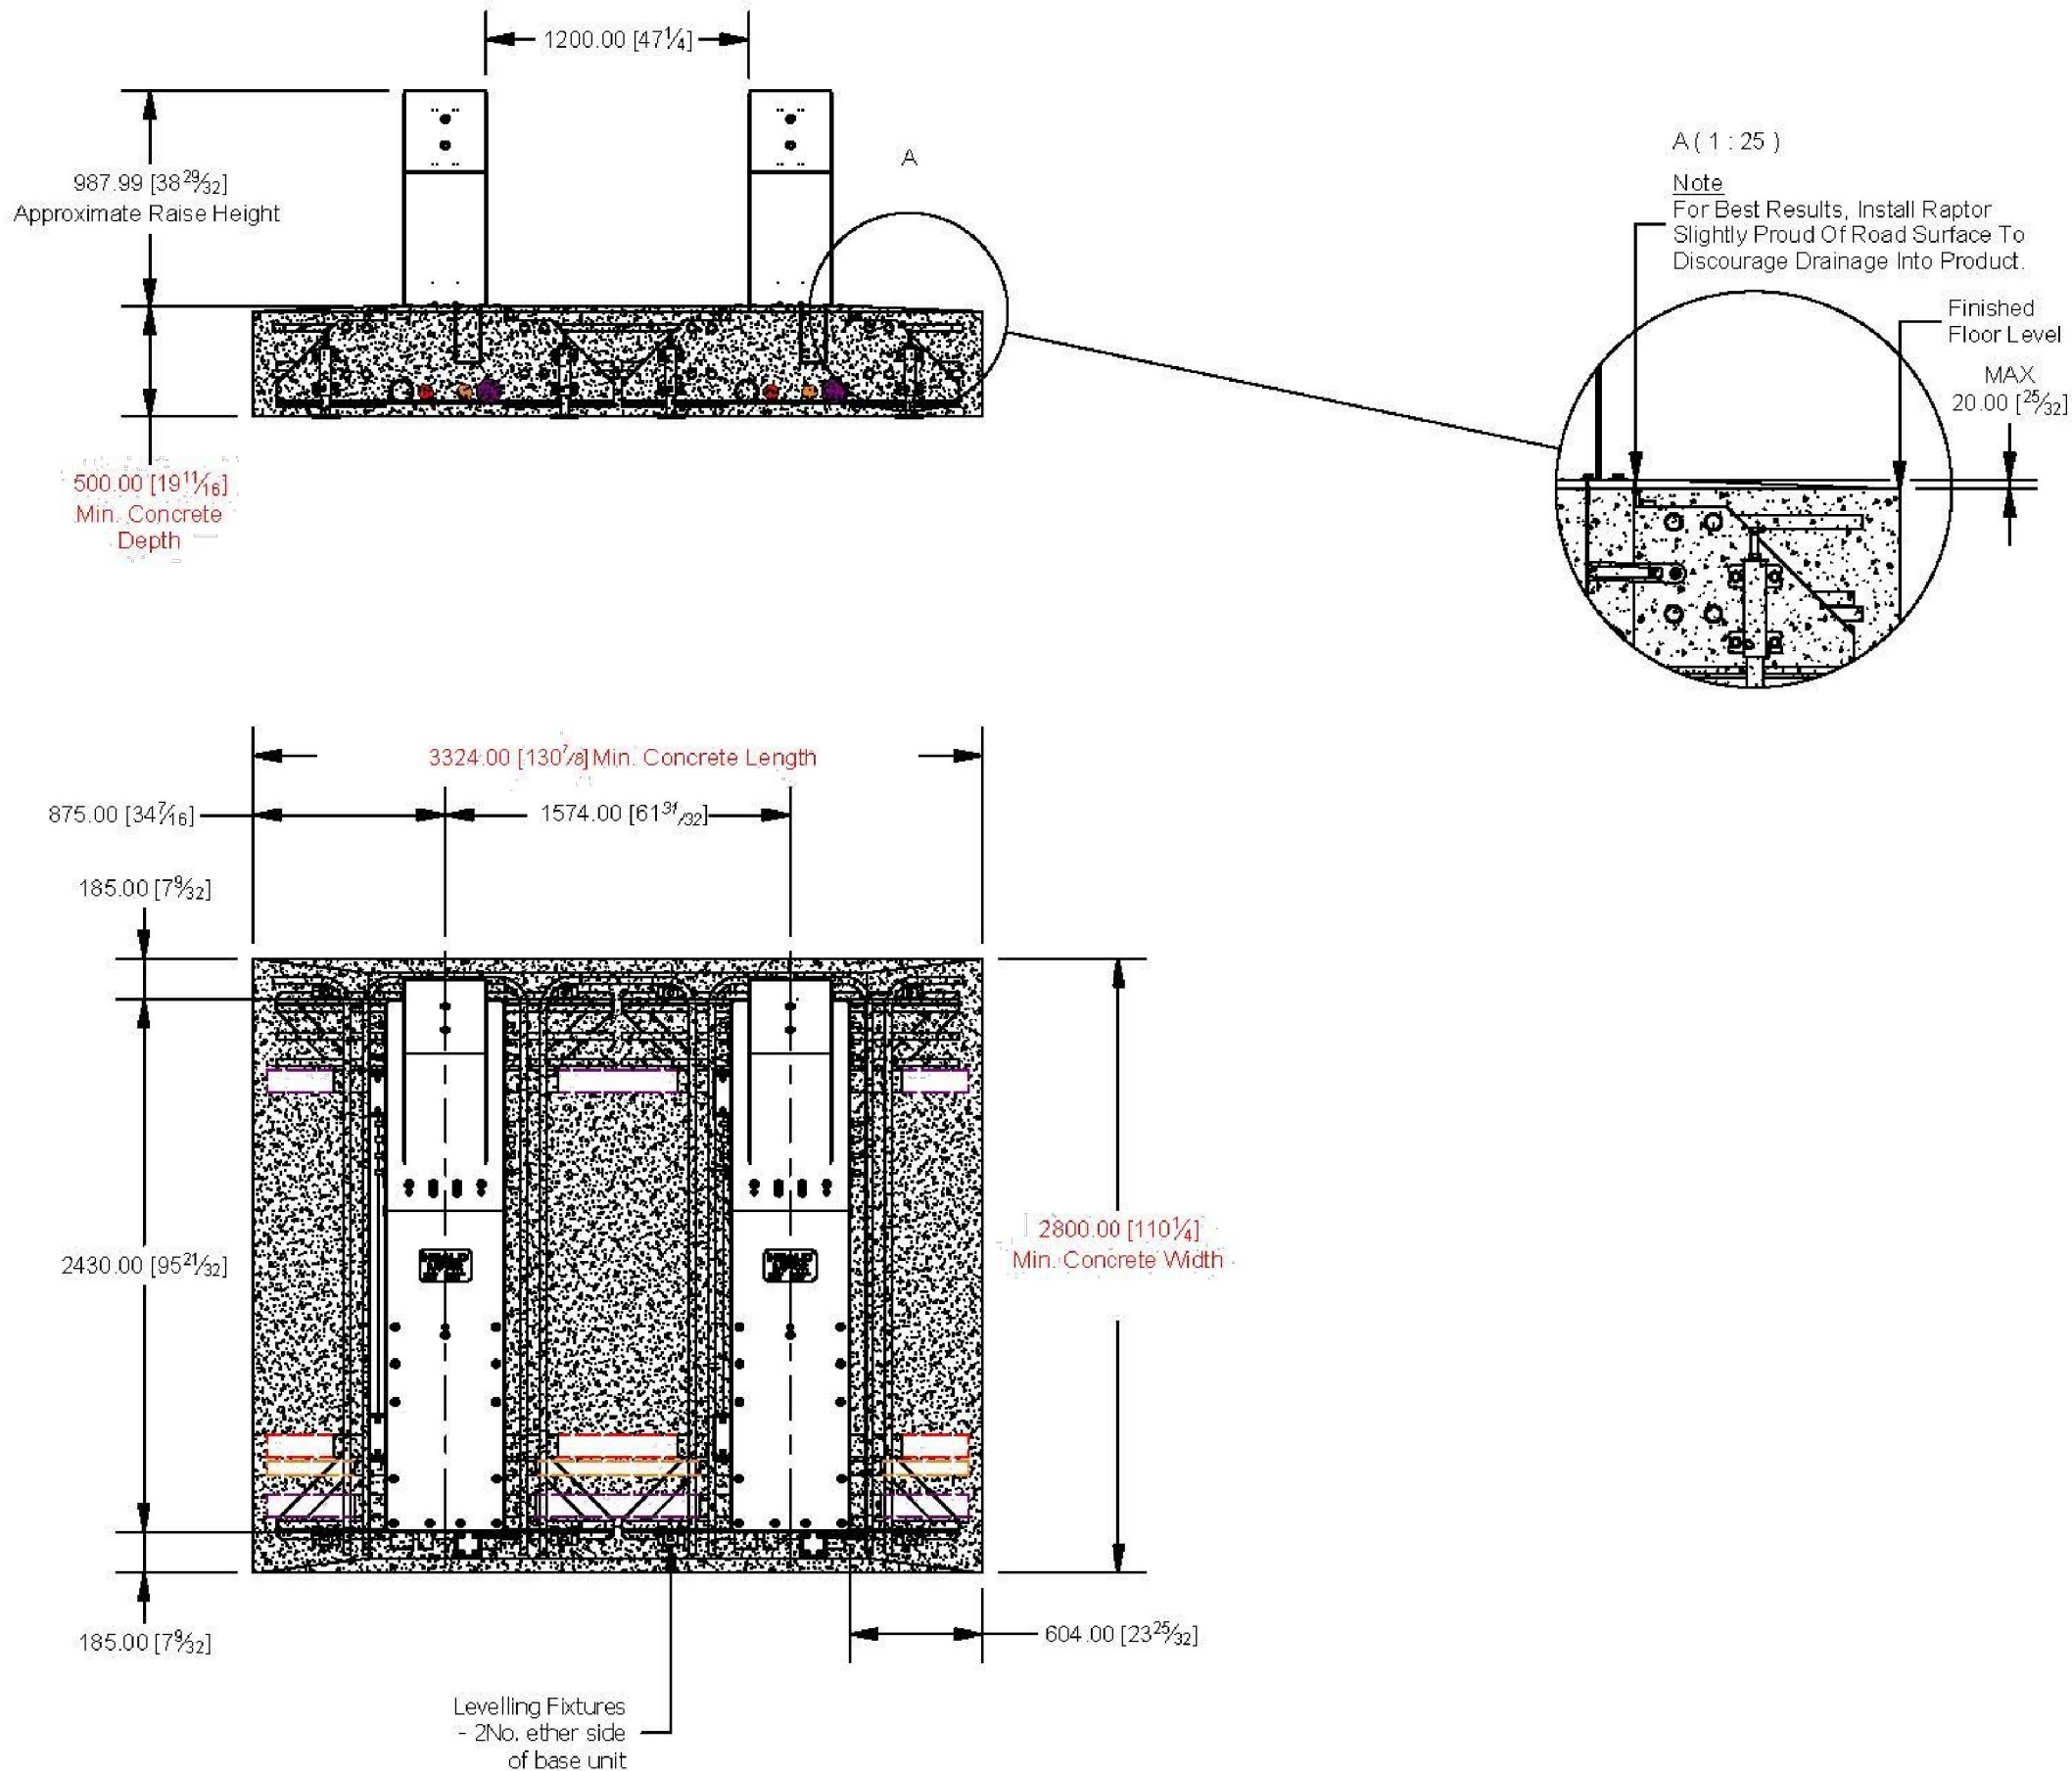 1200.00 [47 1/4]
987.99 [38 29/32]
Approximate Raise Height
A
500.00 [19 11/16]
Min. Concrete
Depth
A ( 1 : 25 )
Note
For Best Results, Install Raptor
Slightly Proud Of Road Surface To
Discourage Drainage Into Product.
Finished
Floor Level
MAX
20.00 [25/32]
3324.00 [130 7/8] Min. Concrete Length
875.00 [34 7/16]
1574.00 [61 31/32]
185.00 [7 9/32]
2430.00 [95 21/32]
2800.00 [110 1/4]
Min. Concrete Width
185.00 [7 9/32]
604.00 [23 25/32]
Levelling Fixtures
- 2No. ether side
of base unit